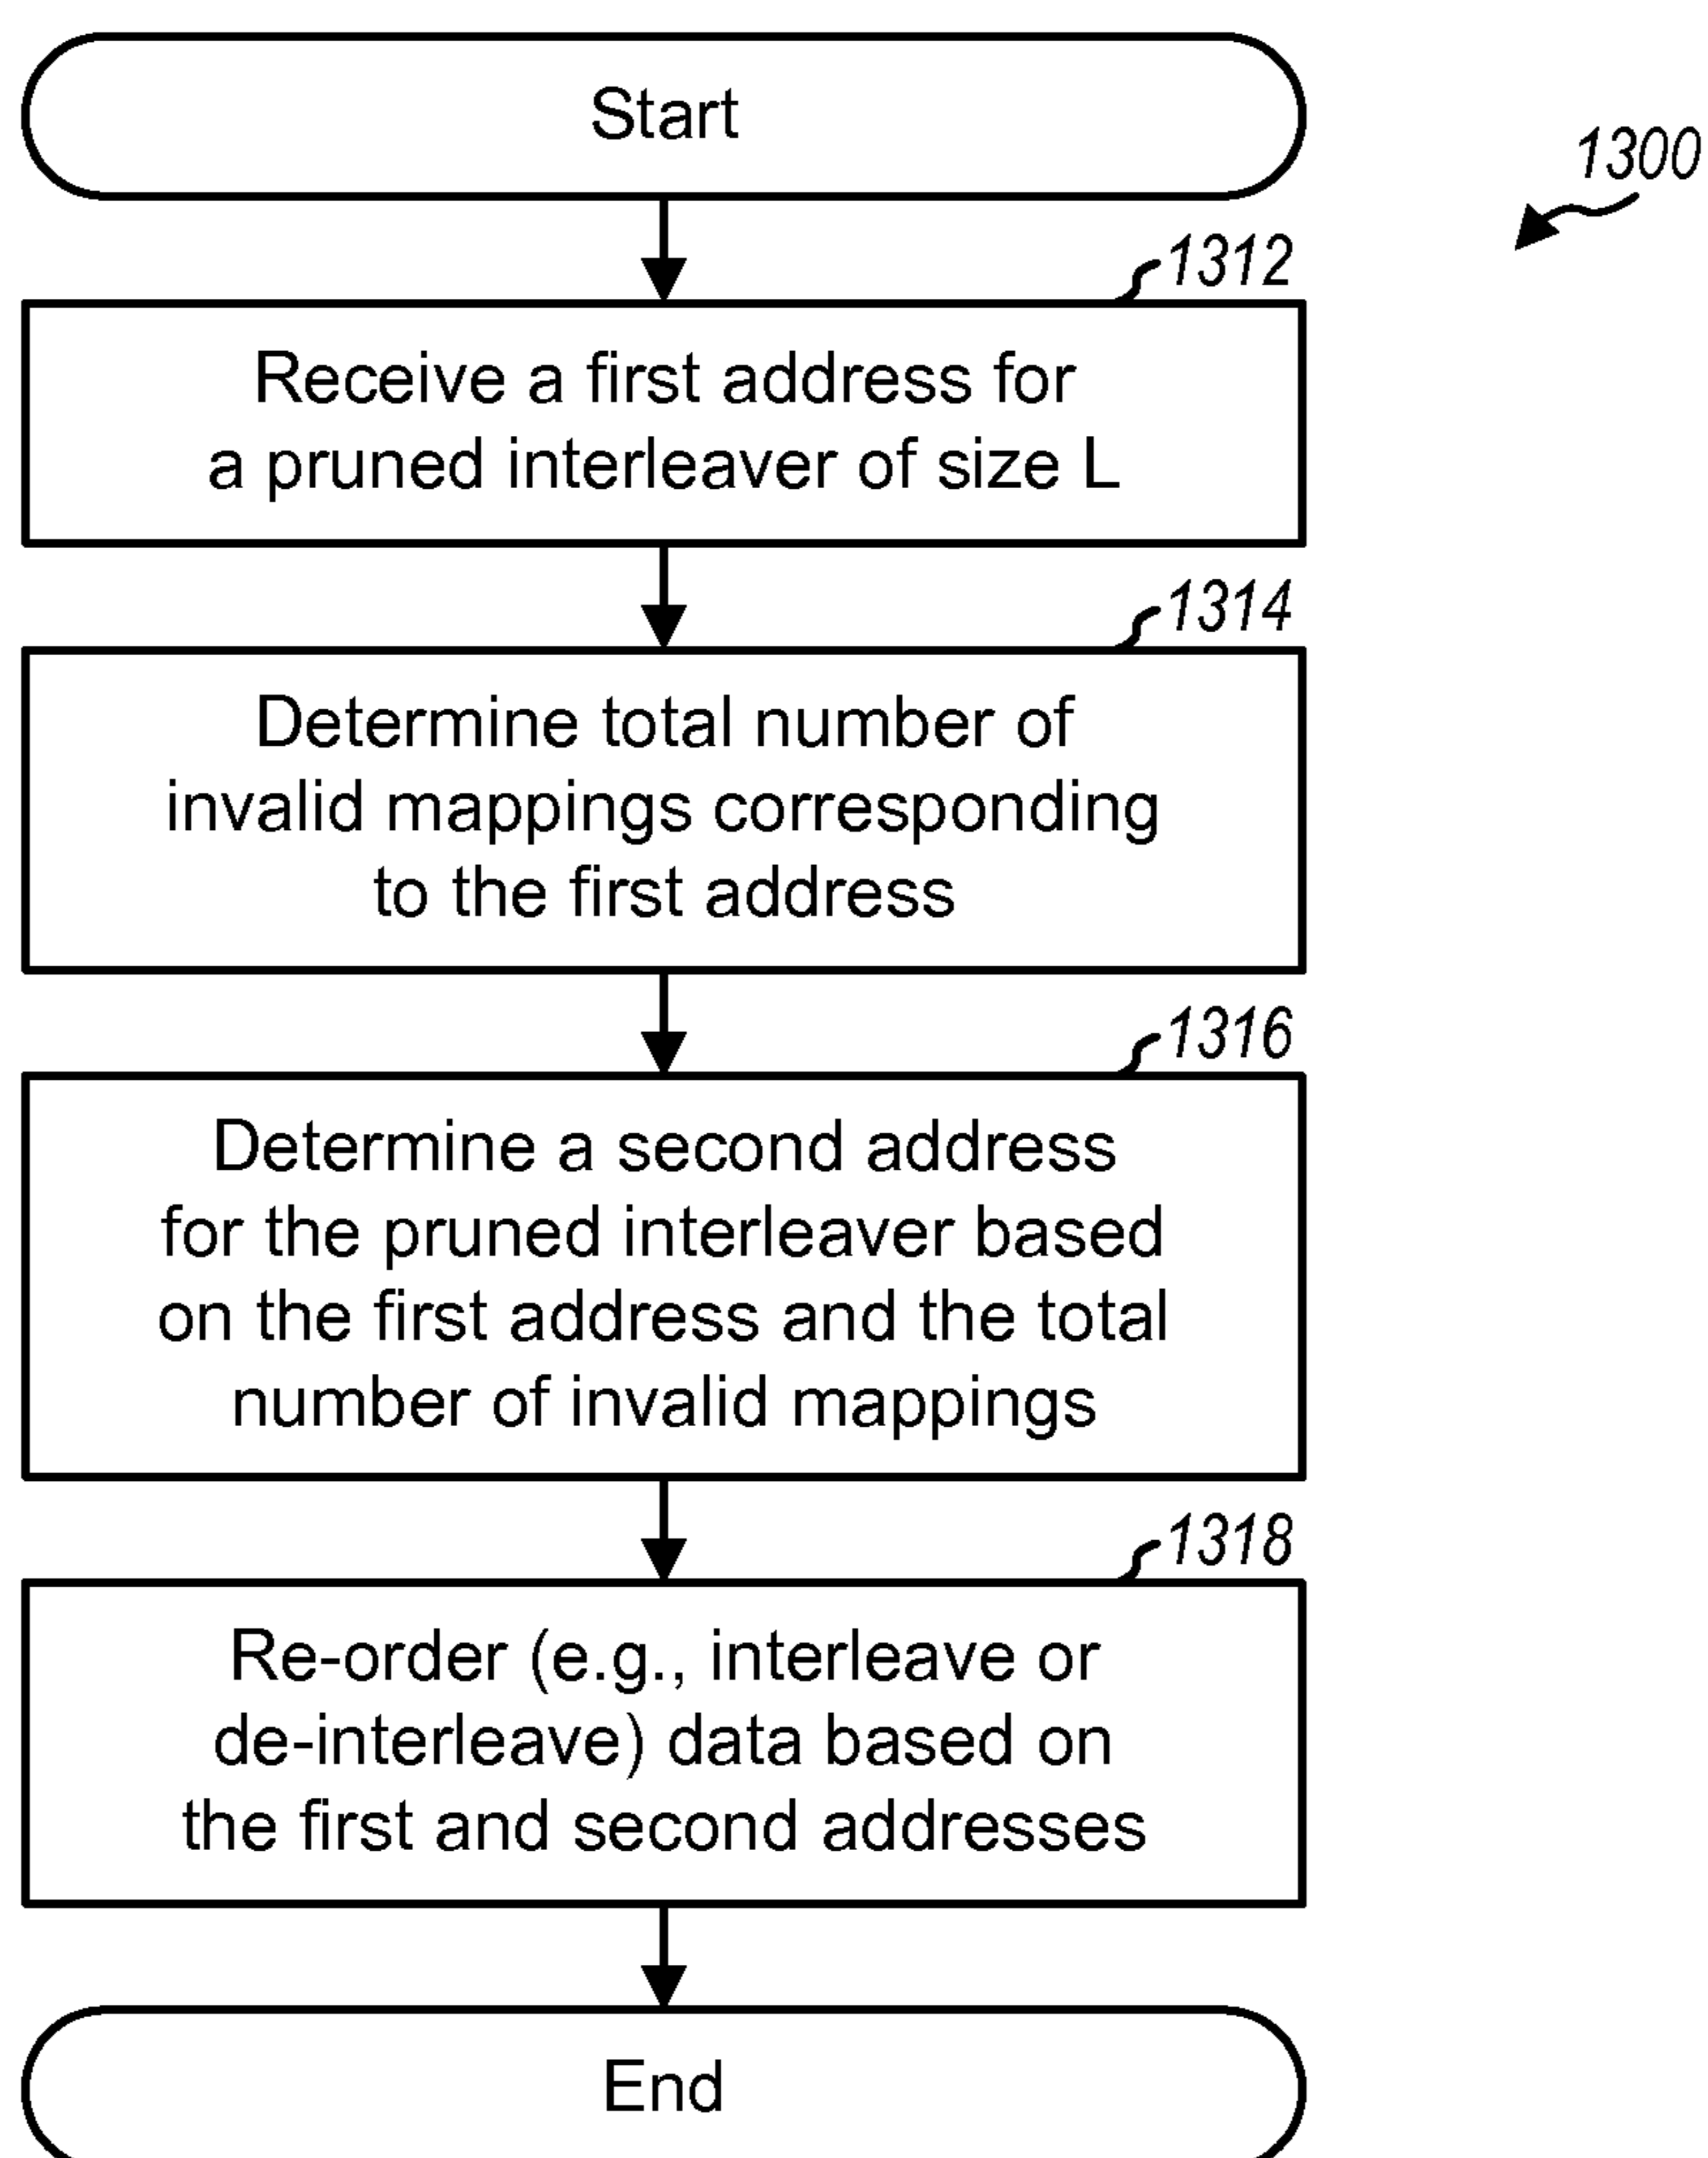 Start
1300
1312
Receive a first address for
a pruned interleaver of size L
1314
Determine total number of
invalid mappings corresponding
to the first address
1316
Determine a second address
for the pruned interleaver based
on the first address and the total
number of invalid mappings
1318
Re-order (e.g., interleave or
de-interleave) data based on
the first and second addresses
End